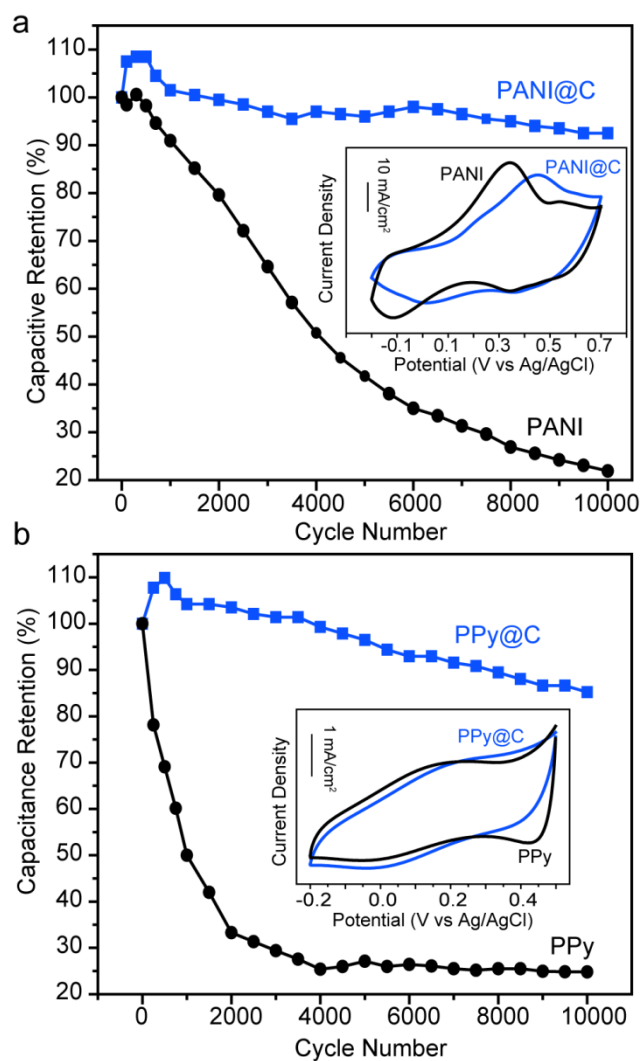 a
Capacitive Retention (%)
110
100
90
80
70
60
50
40
30
20
PANI@C
PANI
10 mA/cm²
PANI
PANI@C
Current Density
-0.1 0.1 0.3 0.5 0.7
Potential (V vs Ag/AgCl)
0 2000 4000 6000 8000 10000
Cycle Number
b
Capacitance Retention (%)
110
100
90
80
70
60
50
40
30
20
PPy@C
PPy
1 mA/cm²
PPy@C
PPy
Current Density
-0.2 0.0 0.2 0.4
Potential (V vs Ag/AgCl)
0 2000 4000 6000 8000 10000
Cycle Number